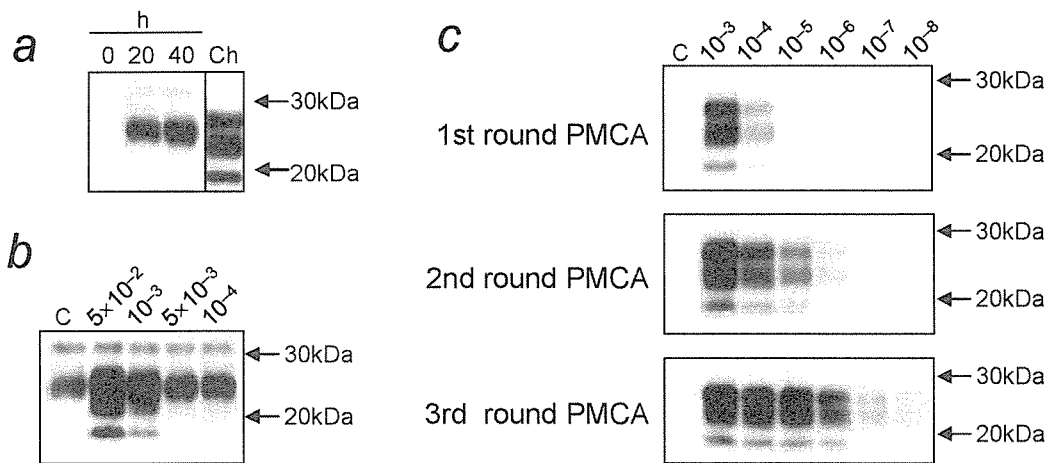 a
h
0 20 40 Ch
30kDa
20kDa
b
C 5×10⁻² 10⁻³ 5×10⁻³ 10⁻⁴
30kDa
20kDa
c
C 10⁻³ 10⁻⁴ 10⁻⁵ 10⁻⁶ 10⁻⁷ 10⁻⁸
1st round PMCA
30kDa
20kDa
2nd round PMCA
30kDa
20kDa
3rd round PMCA
30kDa
20kDa